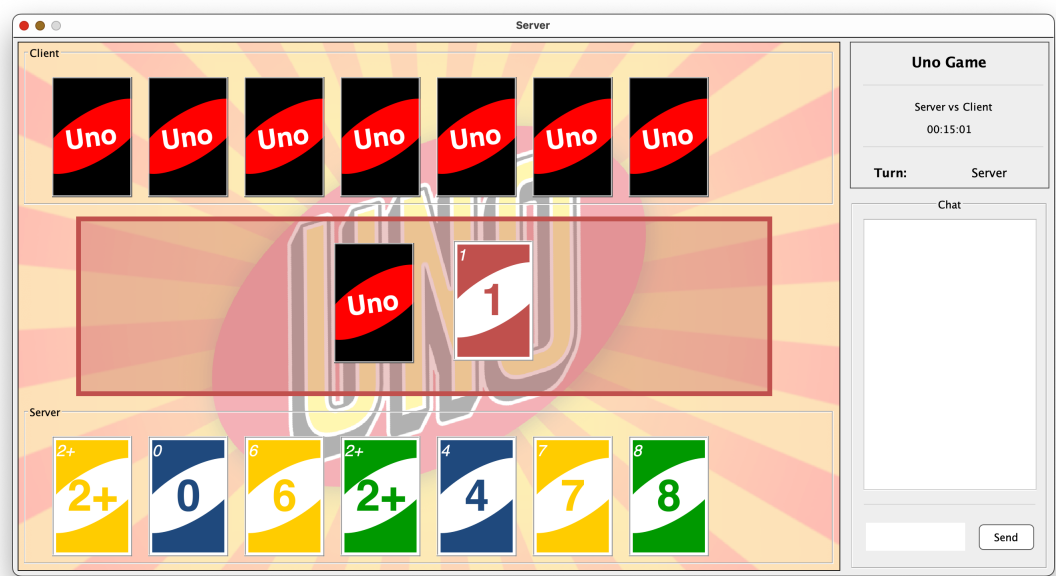 Server
Client
Uno Uno Uno Uno Uno Uno Uno
Uno
1
1
UNO
Server
2+ 0 6 2+ 4 7 8
2+ 0 6 2+ 4 7 8
Uno Game
Server vs Client
00:15:01
Turn: Server
Chat
Send